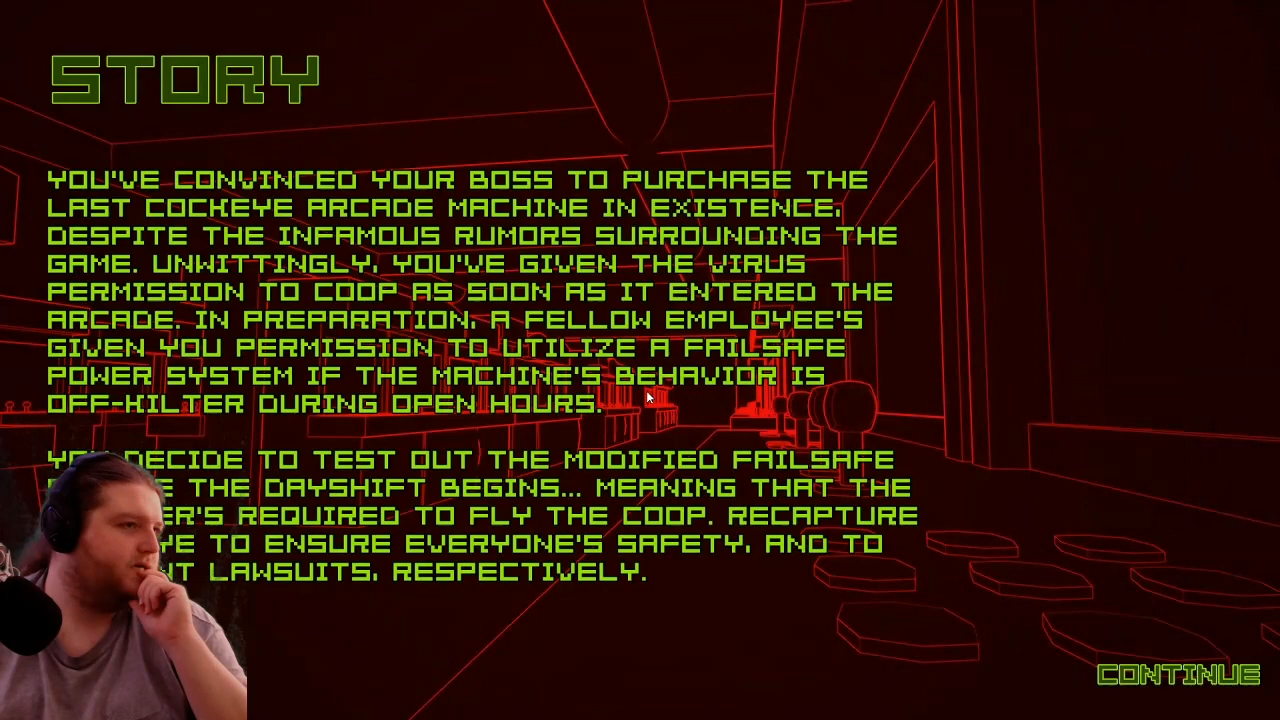 STORY
YOU'VE CONVINCED YOUR BOSS TO PURCHASE THE
LAST COCKEYE ARCADE MACHINE IN EXISTENCE,
DESPITE THE INFAMOUS RUMORS SURROUNDING THE
GAME. UNWITTINGLY, YOU'VE GIVEN THE VIRUS
PERMISSION TO COOP AS SOON AS IT ENTERED THE
ARCADE. IN PREPARATION, A FELLOW EMPLOYEE'S
GIVEN YOU PERMISSION TO UTILIZE A FAILSAFE
POWER SYSTEM IF THE MACHINE'S BEHAVIOR IS
OFF-KILTER DURING OPEN HOURS.
DECIDE TO TEST OUT THE MODIFIED FAILSAFE
THE DAYSHIFT BEGINS... MEANING THAT THE
REQUIRED TO FLY THE COOP. RECAPTURE
TO ENSURE EVERYONE'S SAFETY, AND TO
LAWSUITS, RESPECTIVELY.
CONTINUE